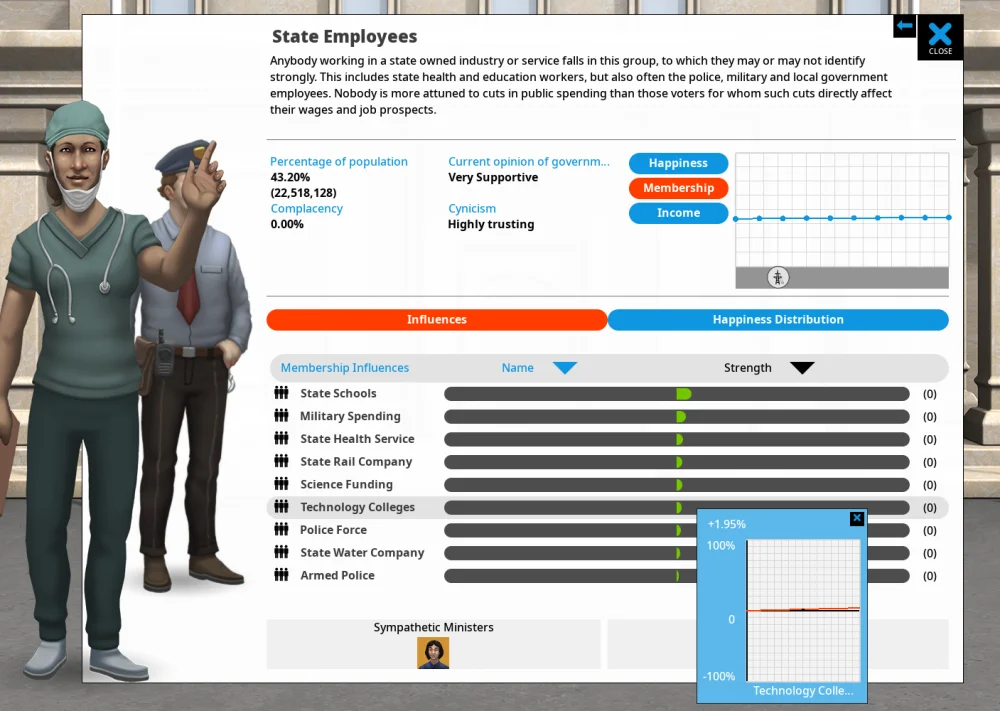 State Employees
CLOSE
Anybody working in a state owned industry or service falls in this group, to which they may or may not identify
strongly. This includes state health and education workers, but also often the police, military and local government
employees. Nobody is more attuned to cuts in public spending than those voters for whom such cuts directly affect
their wages and job prospects.
Percentage of population
43.20%
(22,518,128)
Complacency
0.00%
Current opinion of governm...
Very Supportive
Cynicism
Highly trusting
Happiness
Membership
Income
Influences
Happiness Distribution
Membership Influences Name Strength
State Schools (0)
Military Spending (0)
State Health Service (0)
State Rail Company (0)
Science Funding (0)
Technology Colleges (0)
Police Force (0)
State Water Company (0)
Armed Police (0)
+1.95%
100%
0
-100%
Technology Colle...
Sympathetic Ministers